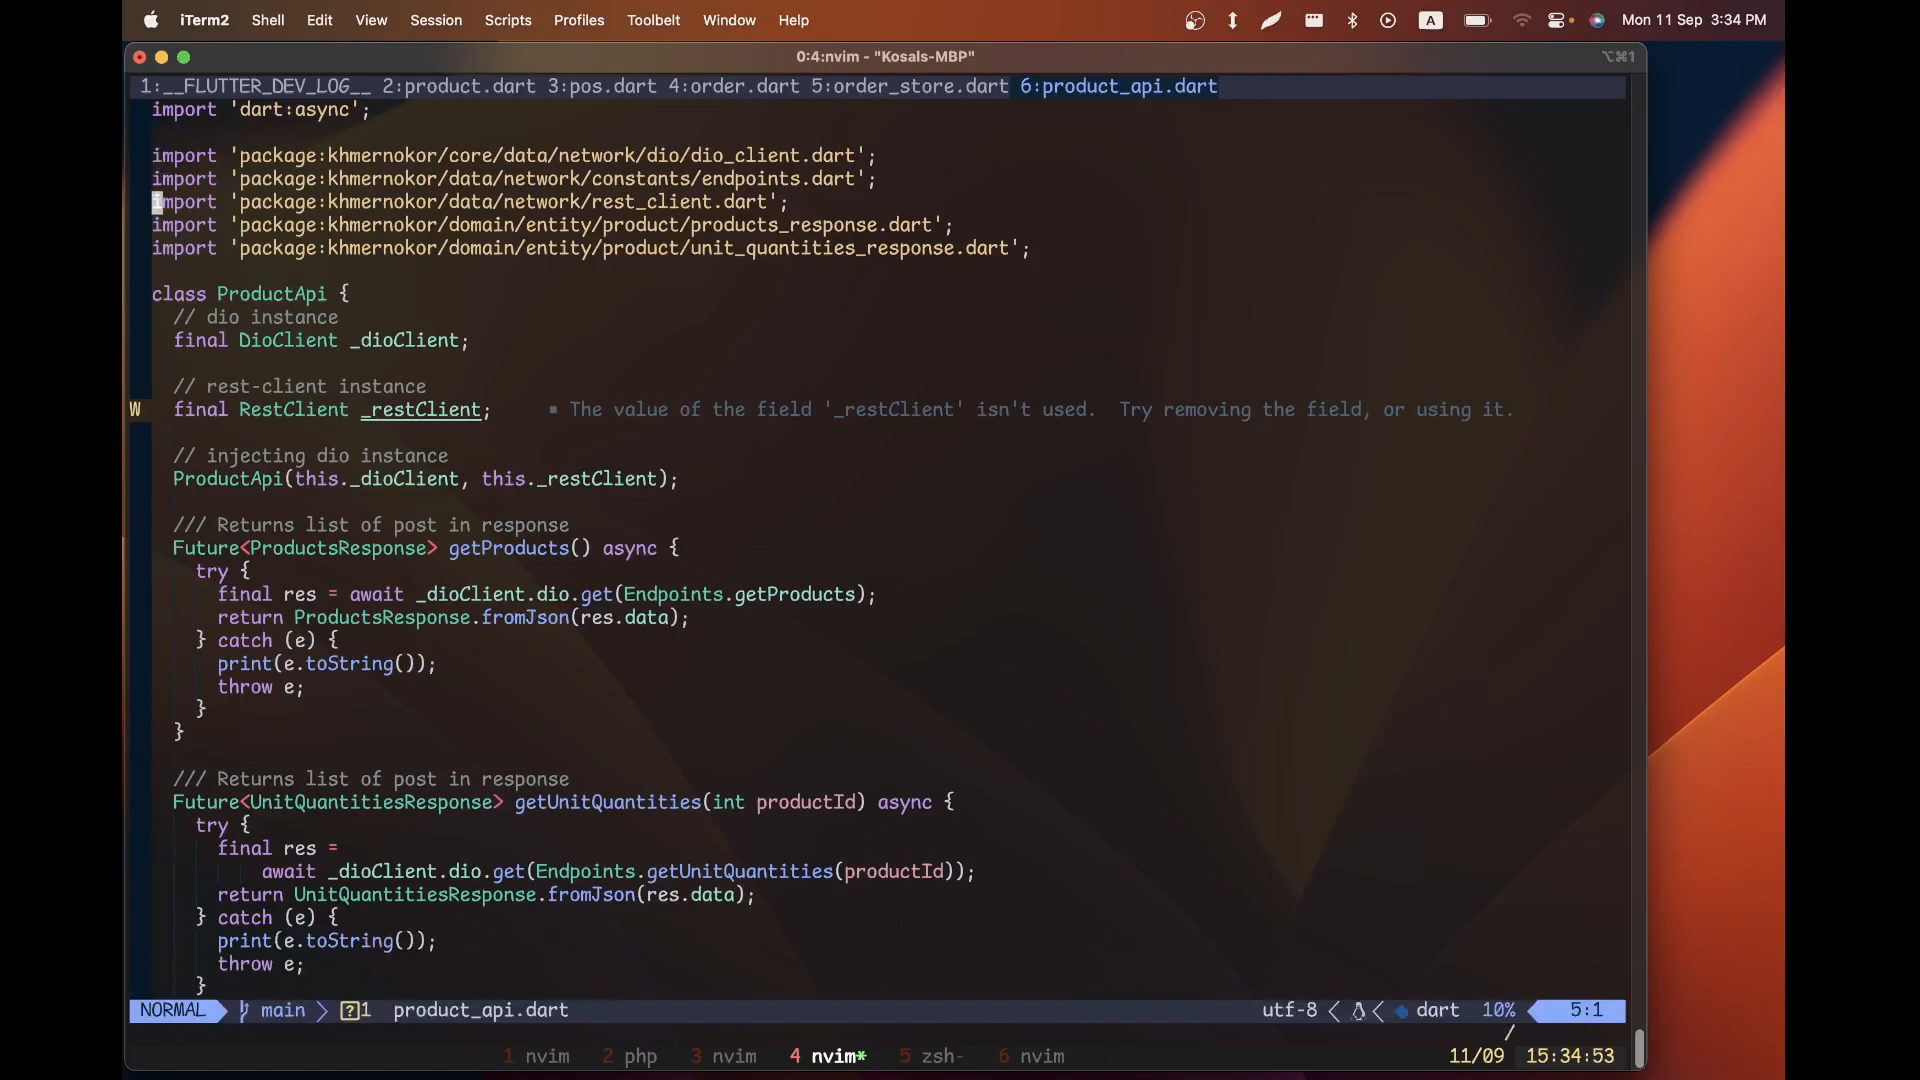 iTerm2 Shell Edit View Session Scripts Profiles Toolbelt Window Help A Mon 11 Sep 3:34 PM
0:4:nvim - "Kosals-MBP" ⌥⌘1
1:__FLUTTER_DEV_LOG__ 2:product.dart 3:pos.dart 4:order.dart 5:order_store.dart 6:product_api.dart
import 'dart:async';
import 'package:khmernokor/core/data/network/dio/dio_client.dart';
import 'package:khmernokor/data/network/constants/endpoints.dart';
import 'package:khmernokor/data/network/rest_client.dart';
import 'package:khmernokor/domain/entity/product/products_response.dart';
import 'package:khmernokor/domain/entity/product/unit_quantities_response.dart';
class ProductApi {
// dio instance
final DioClient _dioClient;
// rest-client instance
W final RestClient _restClient; ▪ The value of the field '_restClient' isn't used. Try removing the field, or using it.
// injecting dio instance
ProductApi(this._dioClient, this._restClient);
/// Returns list of post in response
Future<ProductsResponse> getProducts() async {
try {
final res = await _dioClient.dio.get(Endpoints.getProducts);
return ProductsResponse.fromJson(res.data);
} catch (e) {
print(e.toString());
throw e;
}
}
/// Returns list of post in response
Future<UnitQuantitiesResponse> getUnitQuantities(int productId) async {
try {
final res =
await _dioClient.dio.get(Endpoints.getUnitQuantities(productId));
return UnitQuantitiesResponse.fromJson(res.data);
} catch (e) {
print(e.toString());
throw e;
}
NORMAL main ?1 product_api.dart utf-8 dart 10% 5:1
/
1 nvim 2 php 3 nvim 4 nvim* 5 zsh- 6 nvim 11/09 15:34:53